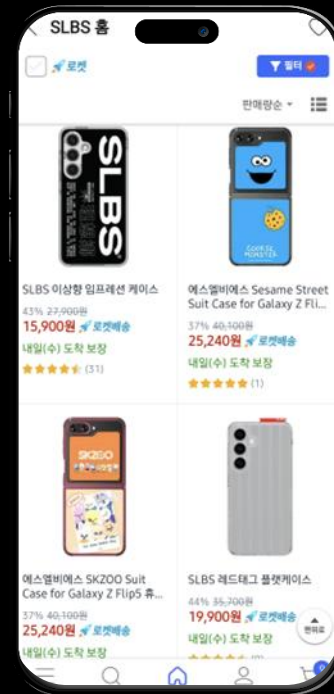 SLBS 홈
로켓
필터
판매량순
SLBS
SLBS 이상향 임프레션 케이스
43% 27,900원
15,900원 로켓배송
내일(수) 도착 보장
(31)
COOKIE
MONSTER
에스엘비에스 Sesame Street
Suit Case for Galaxy Z Fli...
37% 40,100원
25,240원 로켓배송
내일(수) 도착 보장
(1)
SKZOO
에스엘비에스 SKZOO Suit
Case for Galaxy Z Flip5 휴...
37% 40,100원
25,240원 로켓배송
내일(수) 도착 보장
SLBS 레드태그 플랫케이스
44% 35,700원
19,900원 로켓배송
내일(수) 도착 보장
맨위로